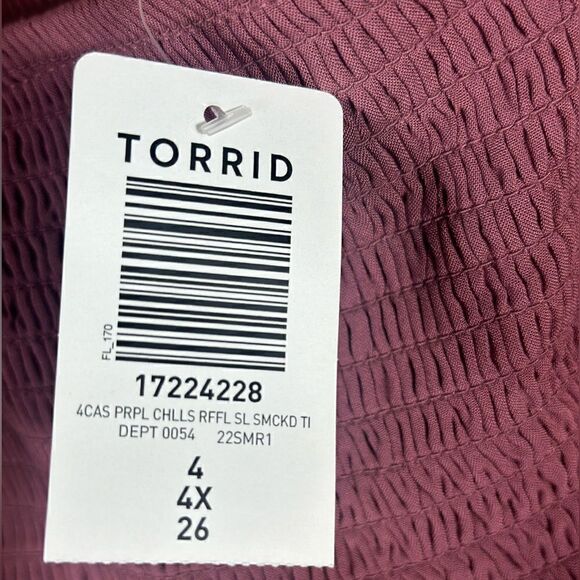 TORRID
FL_170
17224228
4CAS PRPL CHLLS RFFL SL SMCKD TI
DEPT 0054 22SMR1
4
4X
26